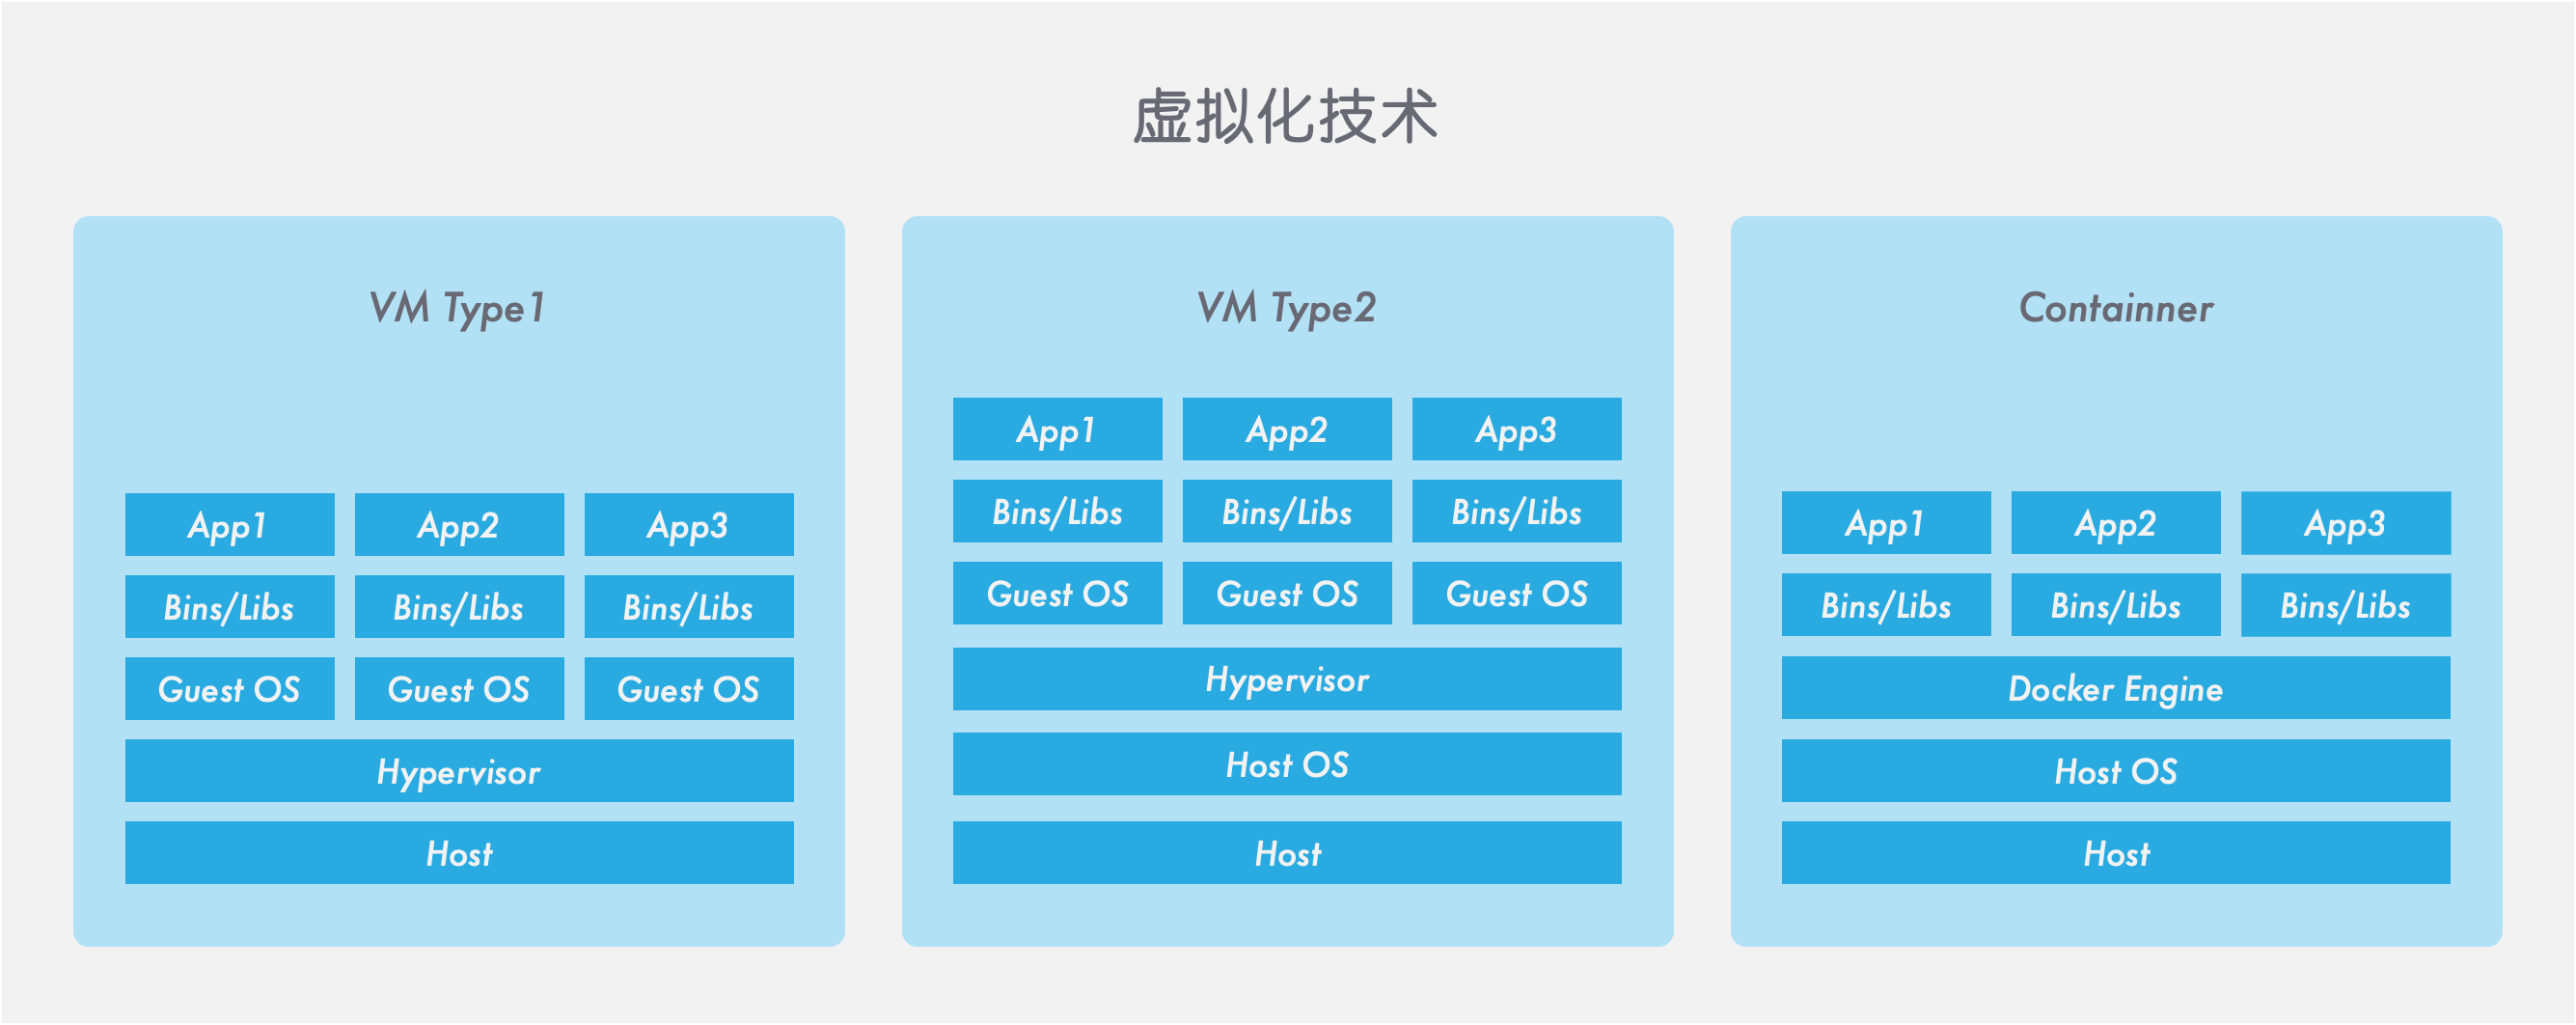 虚拟化技术
VM Type1
App1 App2 App3
Bins/Libs Bins/Libs Bins/Libs
Guest OS Guest OS Guest OS
Hypervisor
Host
VM Type2
App1 App2 App3
Bins/Libs Bins/Libs Bins/Libs
Guest OS Guest OS Guest OS
Hypervisor
Host OS
Host
Containner
App1 App2 App3
Bins/Libs Bins/Libs Bins/Libs
Docker Engine
Host OS
Host